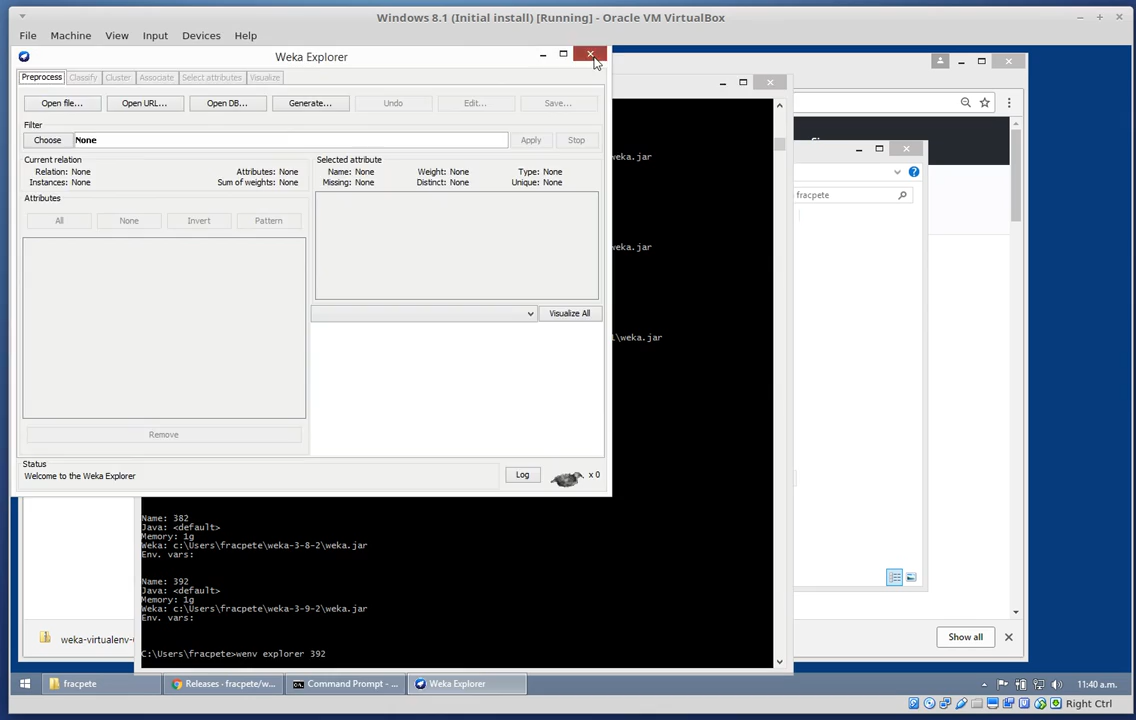 Windows 8.1 (Initial install) [Running] - Oracle VM VirtualBox
File Machine View Input Devices Help
Weka Explorer
Preprocess Classify Cluster Associate Select attributes Visualize
Open file... Open URL... Open DB... Generate... Undo Edit... Save...
Filter
Choose None Apply Stop
Current relation
Relation: None Attributes: None
Instances: None Sum of weights: None
Selected attribute
Name: None Weight: None Type: None
Missing: None Distinct: None Unique: None
Attributes
All None Invert Pattern
Visualize All
Remove
Status
Welcome to the Weka Explorer
Log x 0
weka.jar
weka.jar
\weka.jar
fracpete
Name: 382
Java: <default>
Memory: 1g
Weka: c:\Users\fracpete\weka-3-8-2\weka.jar
Env. vars:
Name: 392
Java: <default>
Memory: 1g
Weka: c:\Users\fracpete\weka-3-9-2\weka.jar
Env. vars:
C:\Users\fracpete>wenv explorer 392
weka-virtualenv-
Show all
fracpete Releases - fracpete/w... Command Prompt - ... Weka Explorer 11:40 a.m.
Right Ctrl